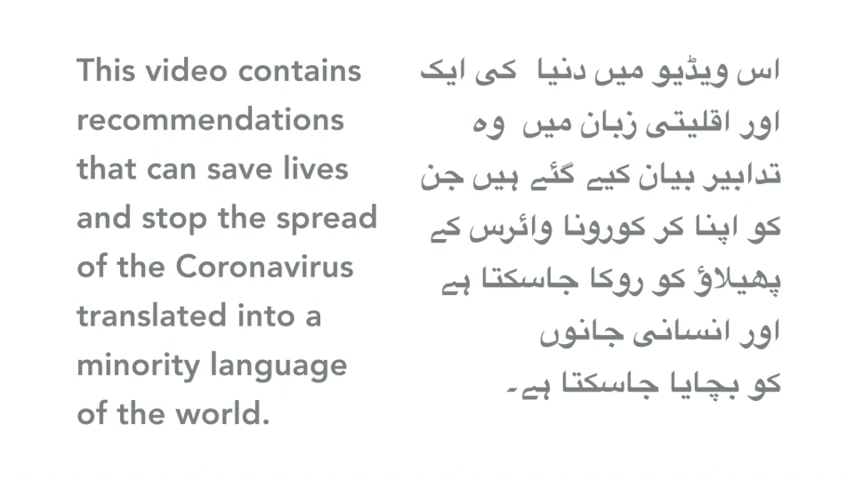 This video contains
recommendations
that can save lives
and stop the spread
of the Coronavirus
translated into a
minority language
of the world.
اس ویڈیو میں دنیا کی ایک
اور اقلیتی زبان میں وہ
تدابیر بیان کیے گئے ہیں جن
کو اپنا کر کورونا وائرس کے
پھیلاؤ کو روکا جاسکتا ہے
اور انسانی جانوں
کو بچایا جاسکتا ہے۔